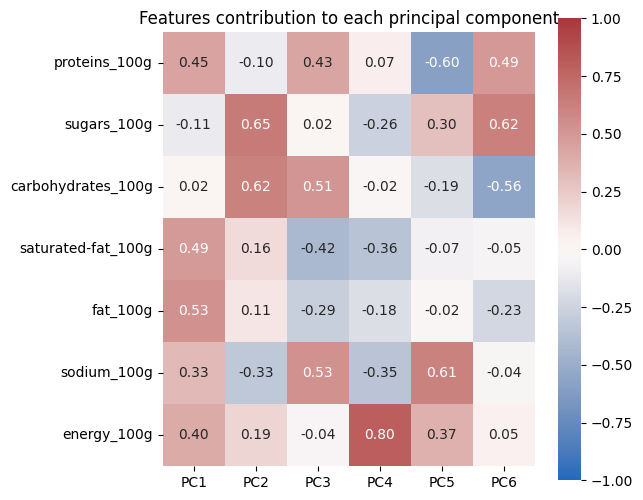 Features contribution to each principal component
proteins_100g 0.45 -0.10 0.43 0.07 -0.60 0.49
sugars_100g -0.11 0.65 0.02 -0.26 0.30 0.62
carbohydrates_100g 0.02 0.62 0.51 -0.02 -0.19 -0.56
saturated-fat_100g 0.49 0.16 -0.42 -0.36 -0.07 -0.05
fat_100g 0.53 0.11 -0.29 -0.18 -0.02 -0.23
sodium_100g 0.33 -0.33 0.53 -0.35 0.61 -0.04
energy_100g 0.40 0.19 -0.04 0.80 0.37 0.05
PC1 PC2 PC3 PC4 PC5 PC6
1.00
0.75
0.50
0.25
0.00
−0.25
−0.50
−0.75
−1.00